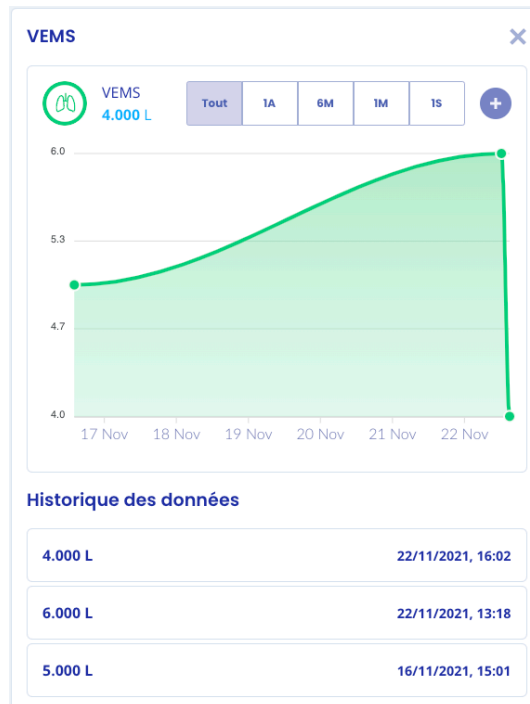 VEMS
VEMS
4.000 L
Tout 1A 6M 1M 1S
6.0
5.3
4.7
4.0
17 Nov 18 Nov 19 Nov 20 Nov 21 Nov 22 Nov
Historique des données
4.000 L 22/11/2021, 16:02
6.000 L 22/11/2021, 13:18
5.000 L 16/11/2021, 15:01